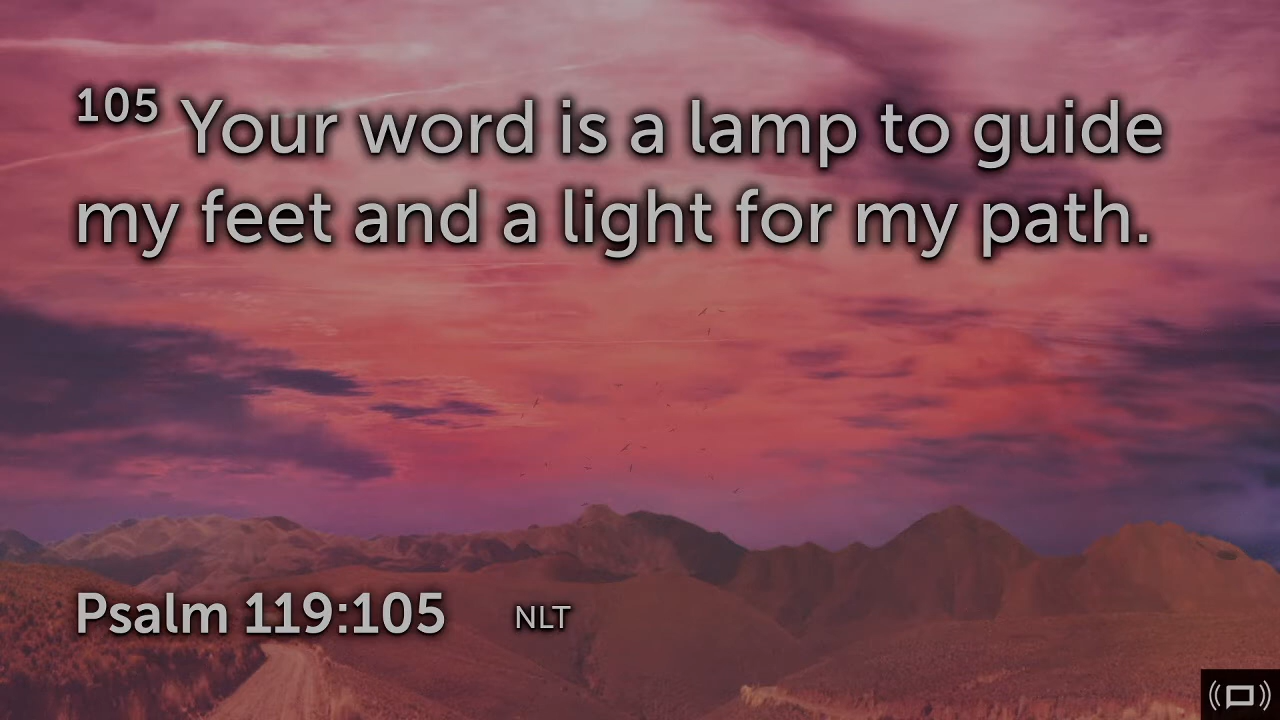 105 Your word is a lamp to guide
my feet and a light for my path.
Psalm 119:105 NLT